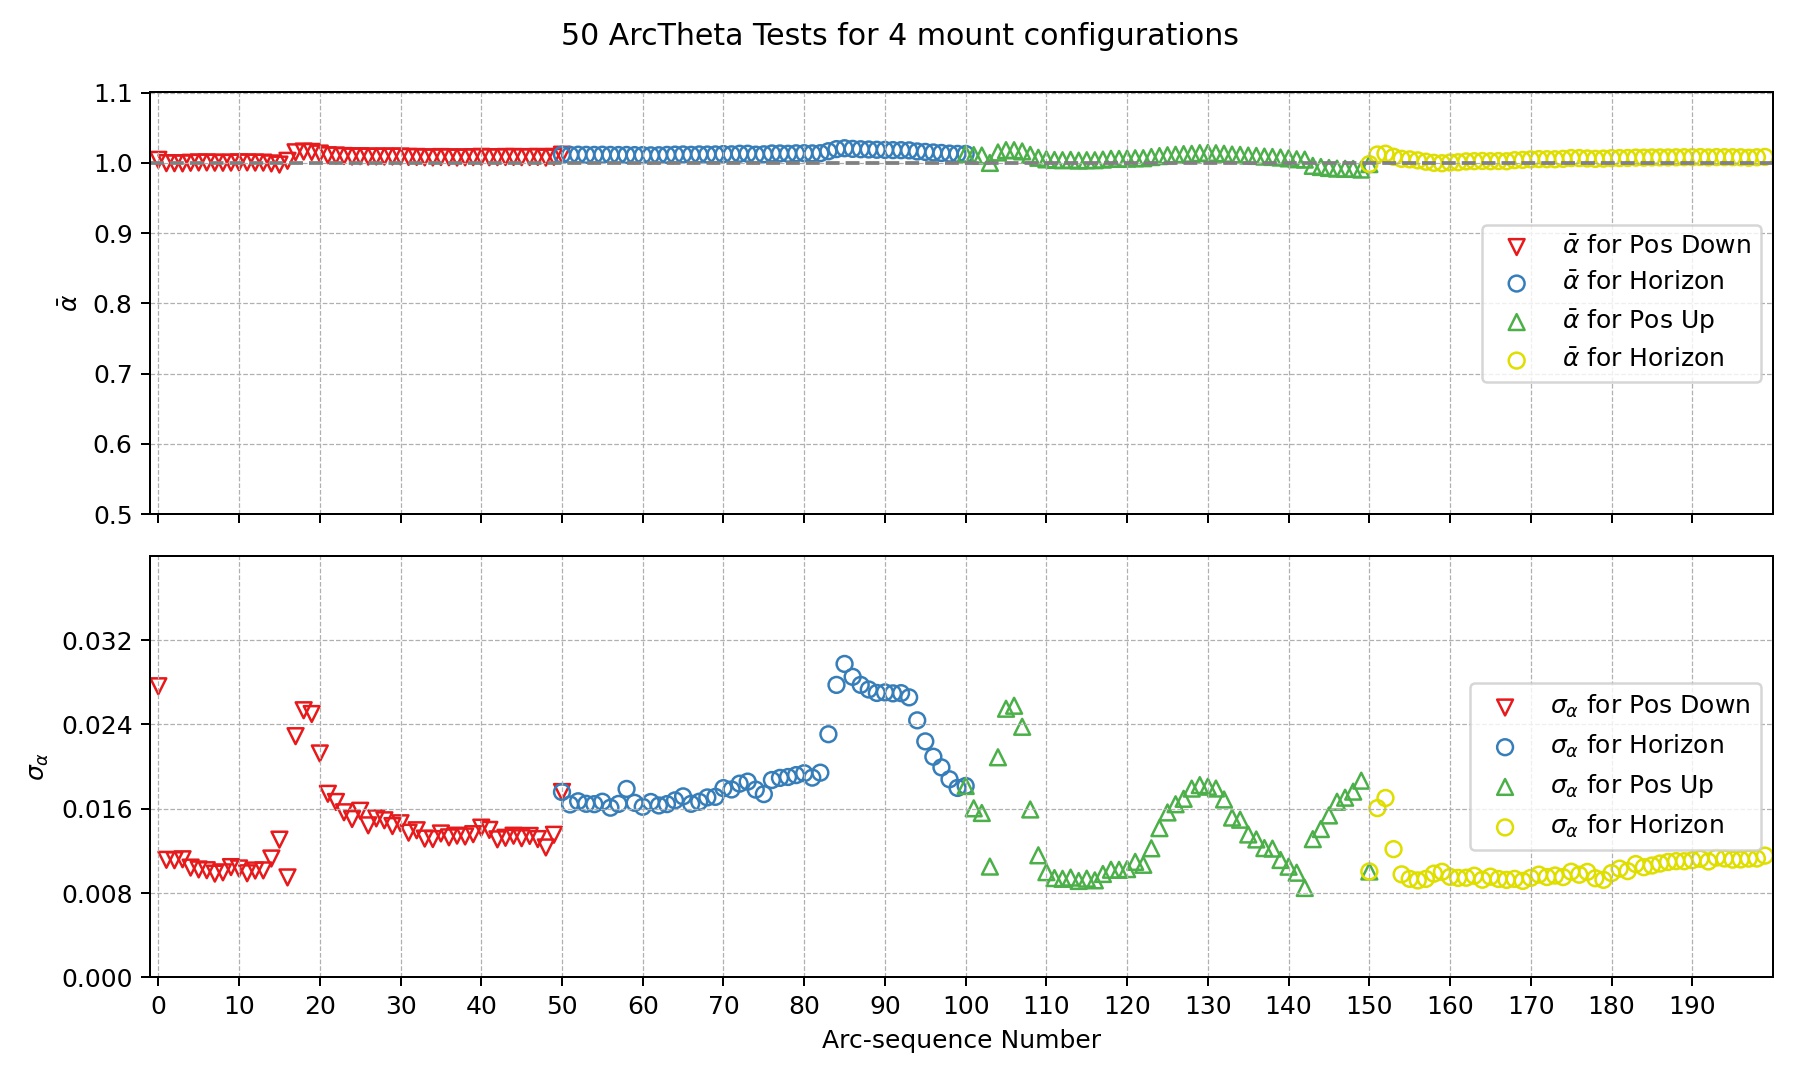 50 ArcTheta Tests for 4 mount configurations
1.1
1.0
0.9
0.8
0.7
0.6
0.5
ᾱ
ᾱ for Pos Down
ᾱ for Horizon
ᾱ for Pos Up
ᾱ for Horizon
0.032
0.024
0.016
0.008
0.000
σα
σα for Pos Down
σα for Horizon
σα for Pos Up
σα for Horizon
0 10 20 30 40 50 60 70 80 90 100 110 120 130 140 150 160 170 180 190
Arc-sequence Number